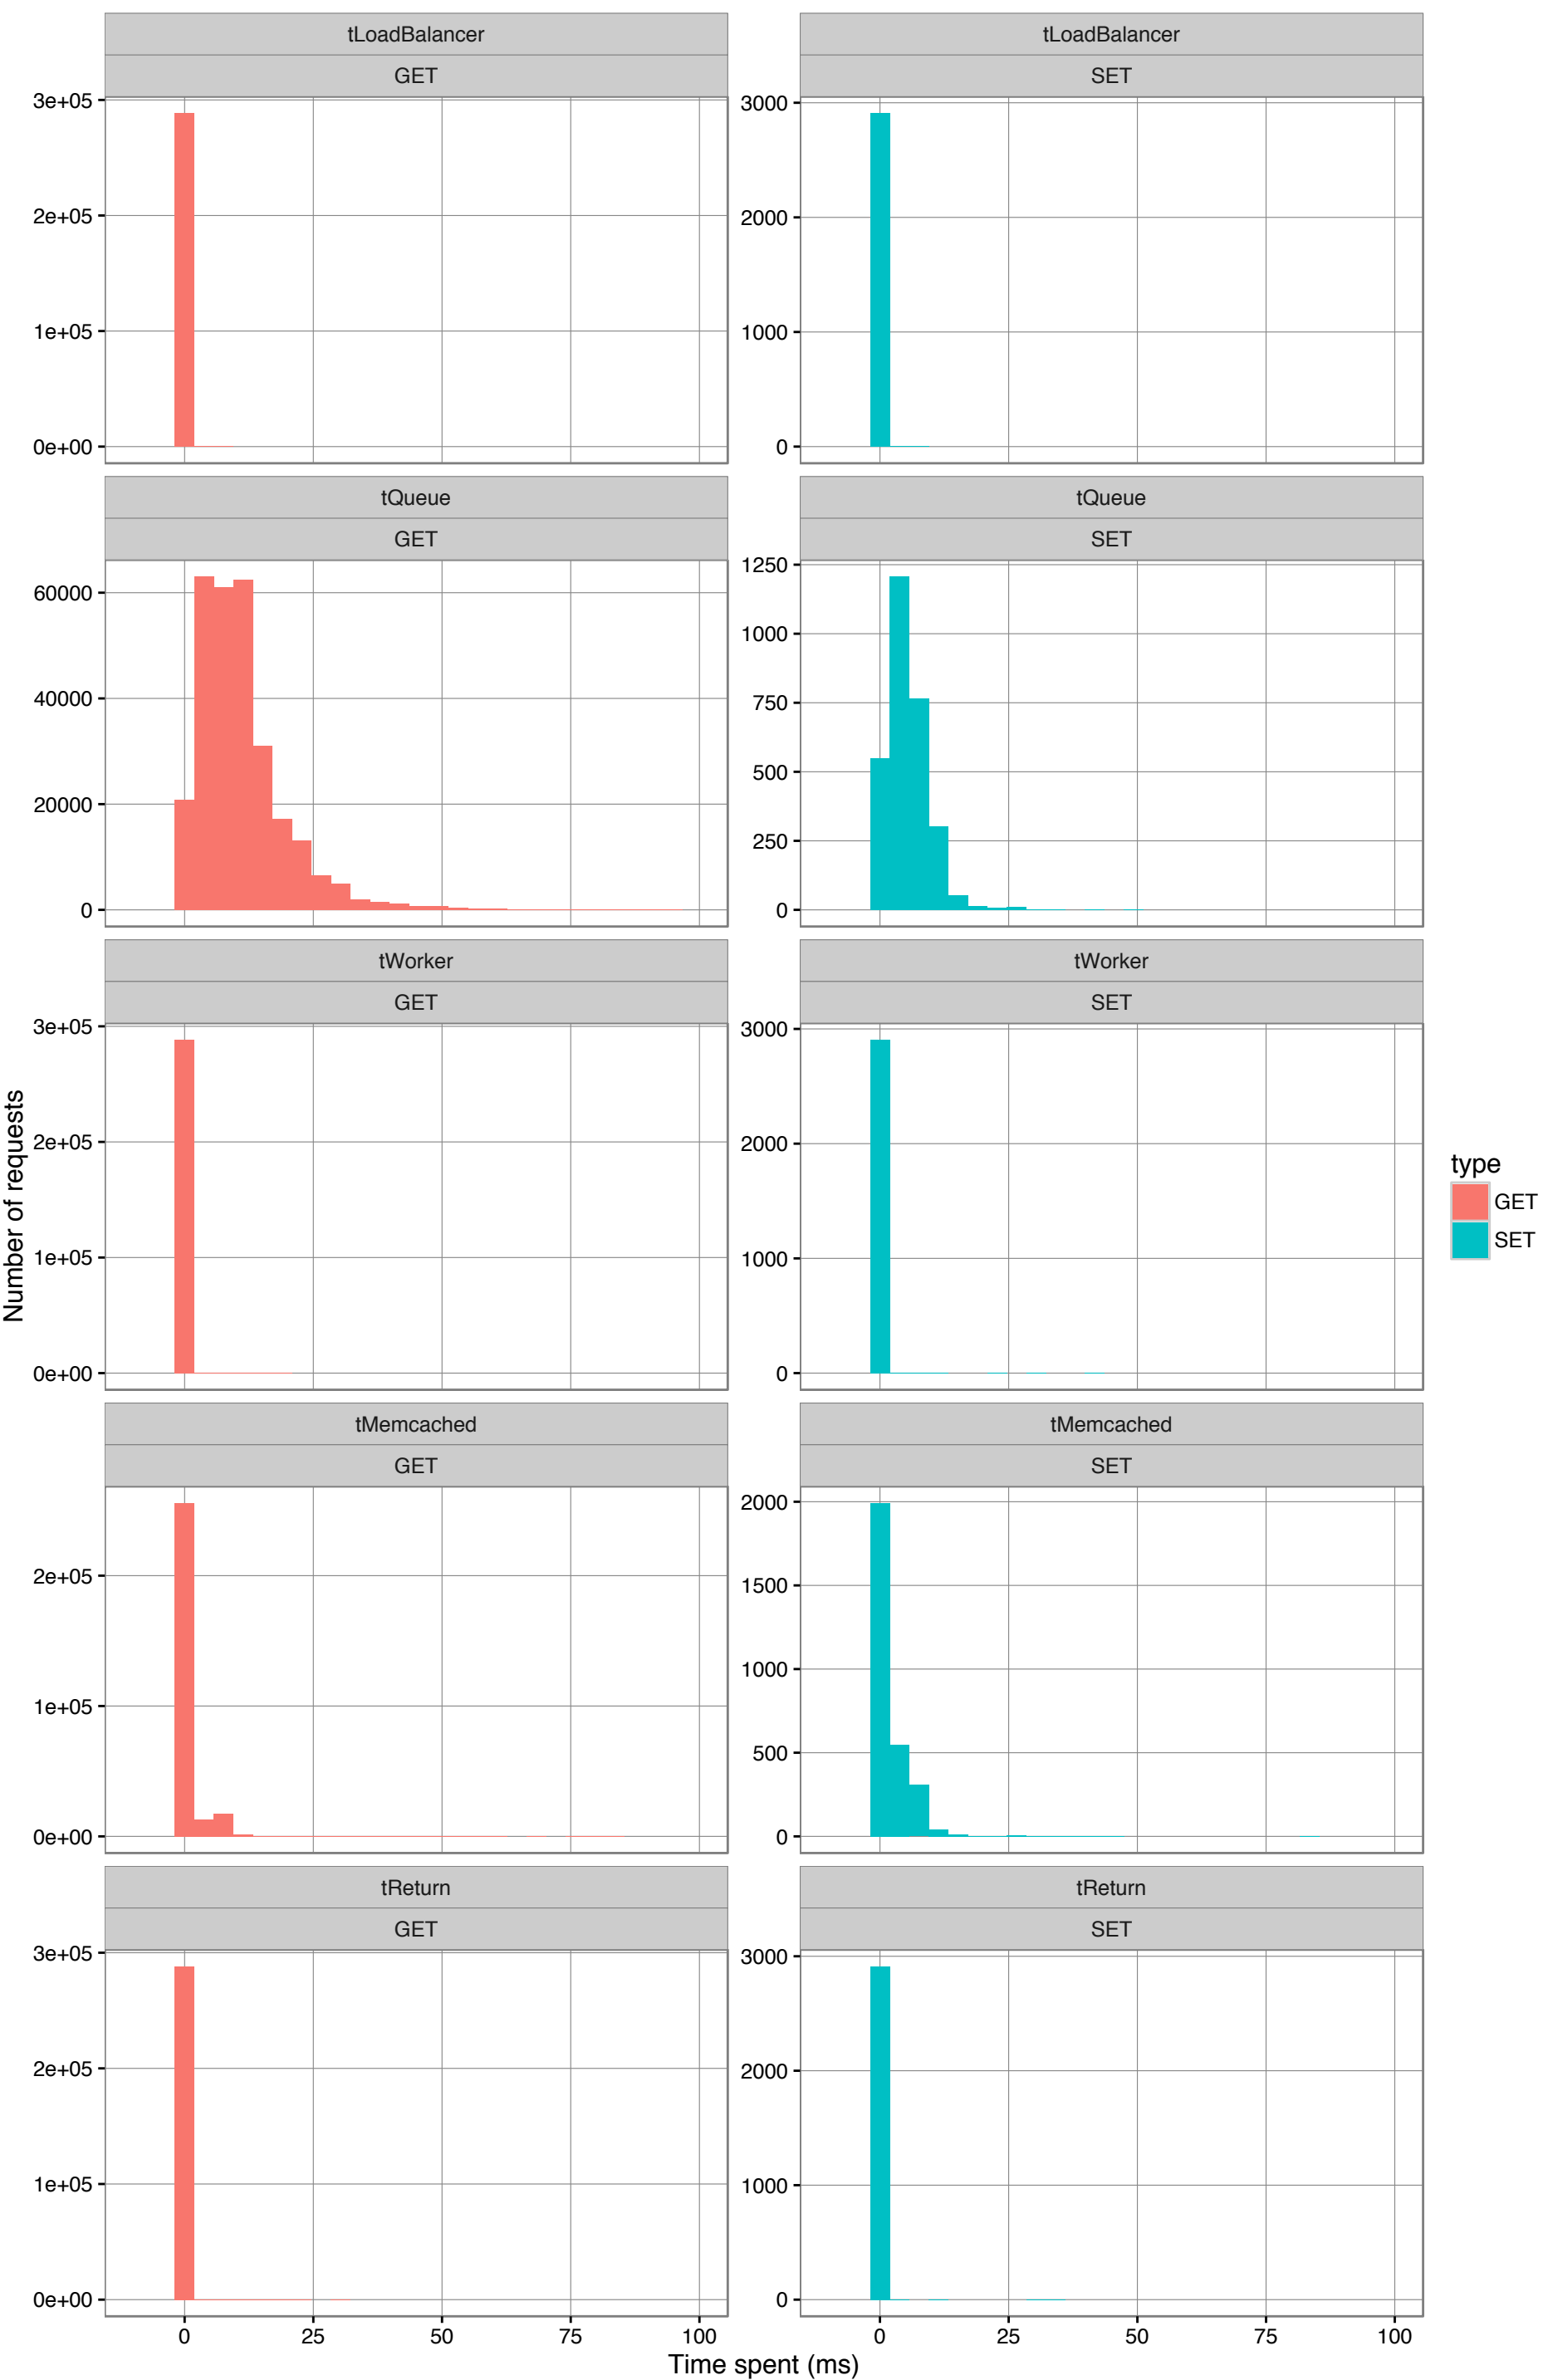 tLoadBalancer
GET
3e+05
2e+05
1e+05
0e+00
tLoadBalancer
SET
3000
2000
1000
0
tQueue
GET
60000
40000
20000
0
tQueue
SET
1250
1000
750
500
250
0
tWorker
GET
3e+05
2e+05
1e+05
0e+00
tWorker
SET
3000
2000
1000
0
tMemcached
GET
2e+05
1e+05
0e+00
tMemcached
SET
2000
1500
1000
500
0
tReturn
GET
3e+05
2e+05
1e+05
0e+00
tReturn
SET
3000
2000
1000
0
0 25 50 75 100
0 25 50 75 100
Time spent (ms)
Number of requests
type
GET
SET